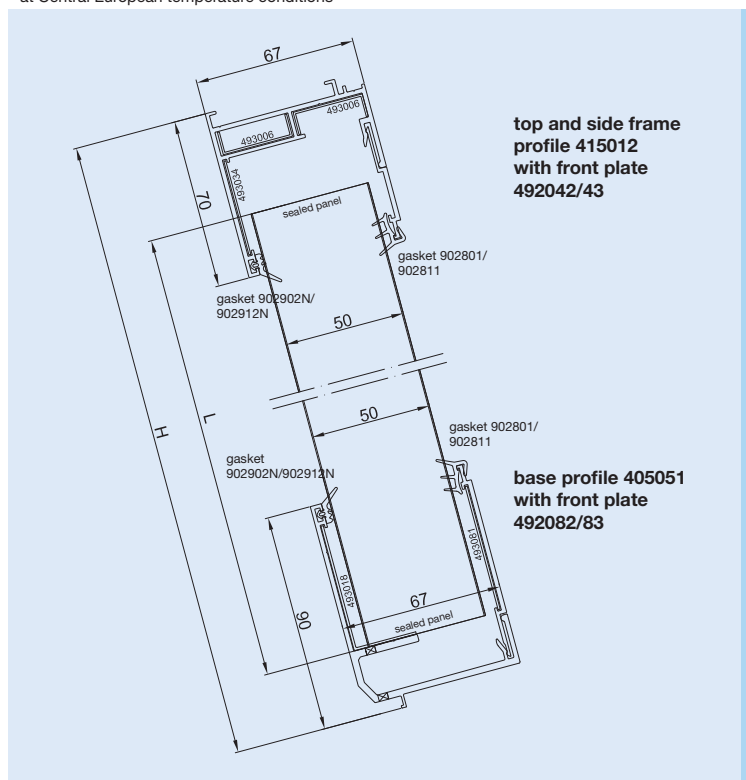 at Central European temperature conditions
67
493006
493006
top and side frame
profile 415012
with front plate
492042/43
493034
70
sealed panel
gasket 902801/
902811
gasket 902902N/
902912N
50
H
L
50
gasket 902801/
902811
gasket
902902N/902912N
base profile 405051
with front plate
492082/83
90
493081
493018
67
sealed panel